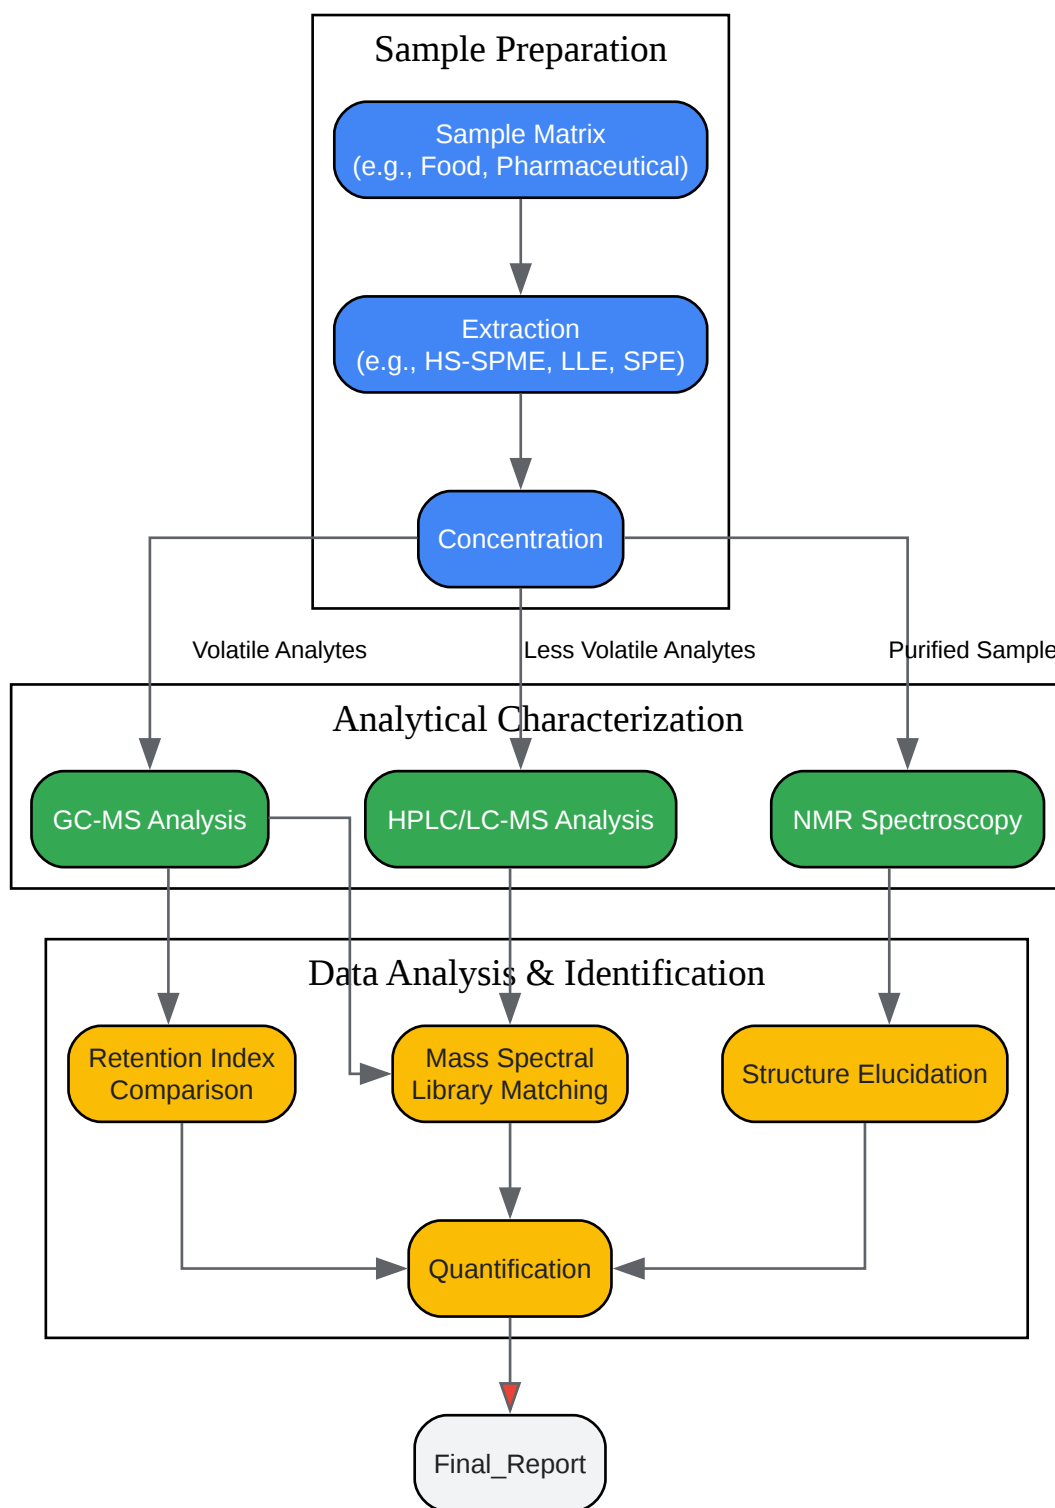 Sample Preparation
Sample Matrix
(e.g., Food, Pharmaceutical)
Extraction
(e.g., HS-SPME, LLE, SPE)
Concentration
Volatile Analytes
Less Volatile Analytes
Purified Sample
Analytical Characterization
GC-MS Analysis
HPLC/LC-MS Analysis
NMR Spectroscopy
Data Analysis & Identification
Retention Index
Comparison
Mass Spectral
Library Matching
Structure Elucidation
Quantification
Final_Report